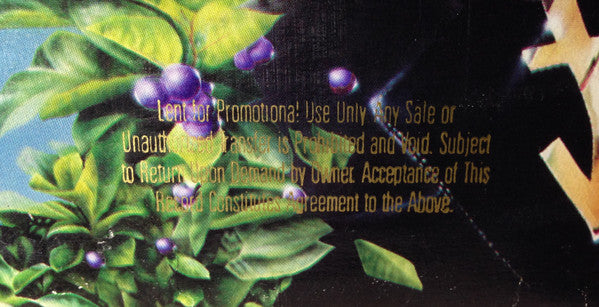 Lent for Promotional Use Only Any Sale or
Unauthorized Transfer is Prohibited and Void. Subject
to Return Upon Demand by Owner. Acceptance of This
Record Constitutes Agreement to the Above.